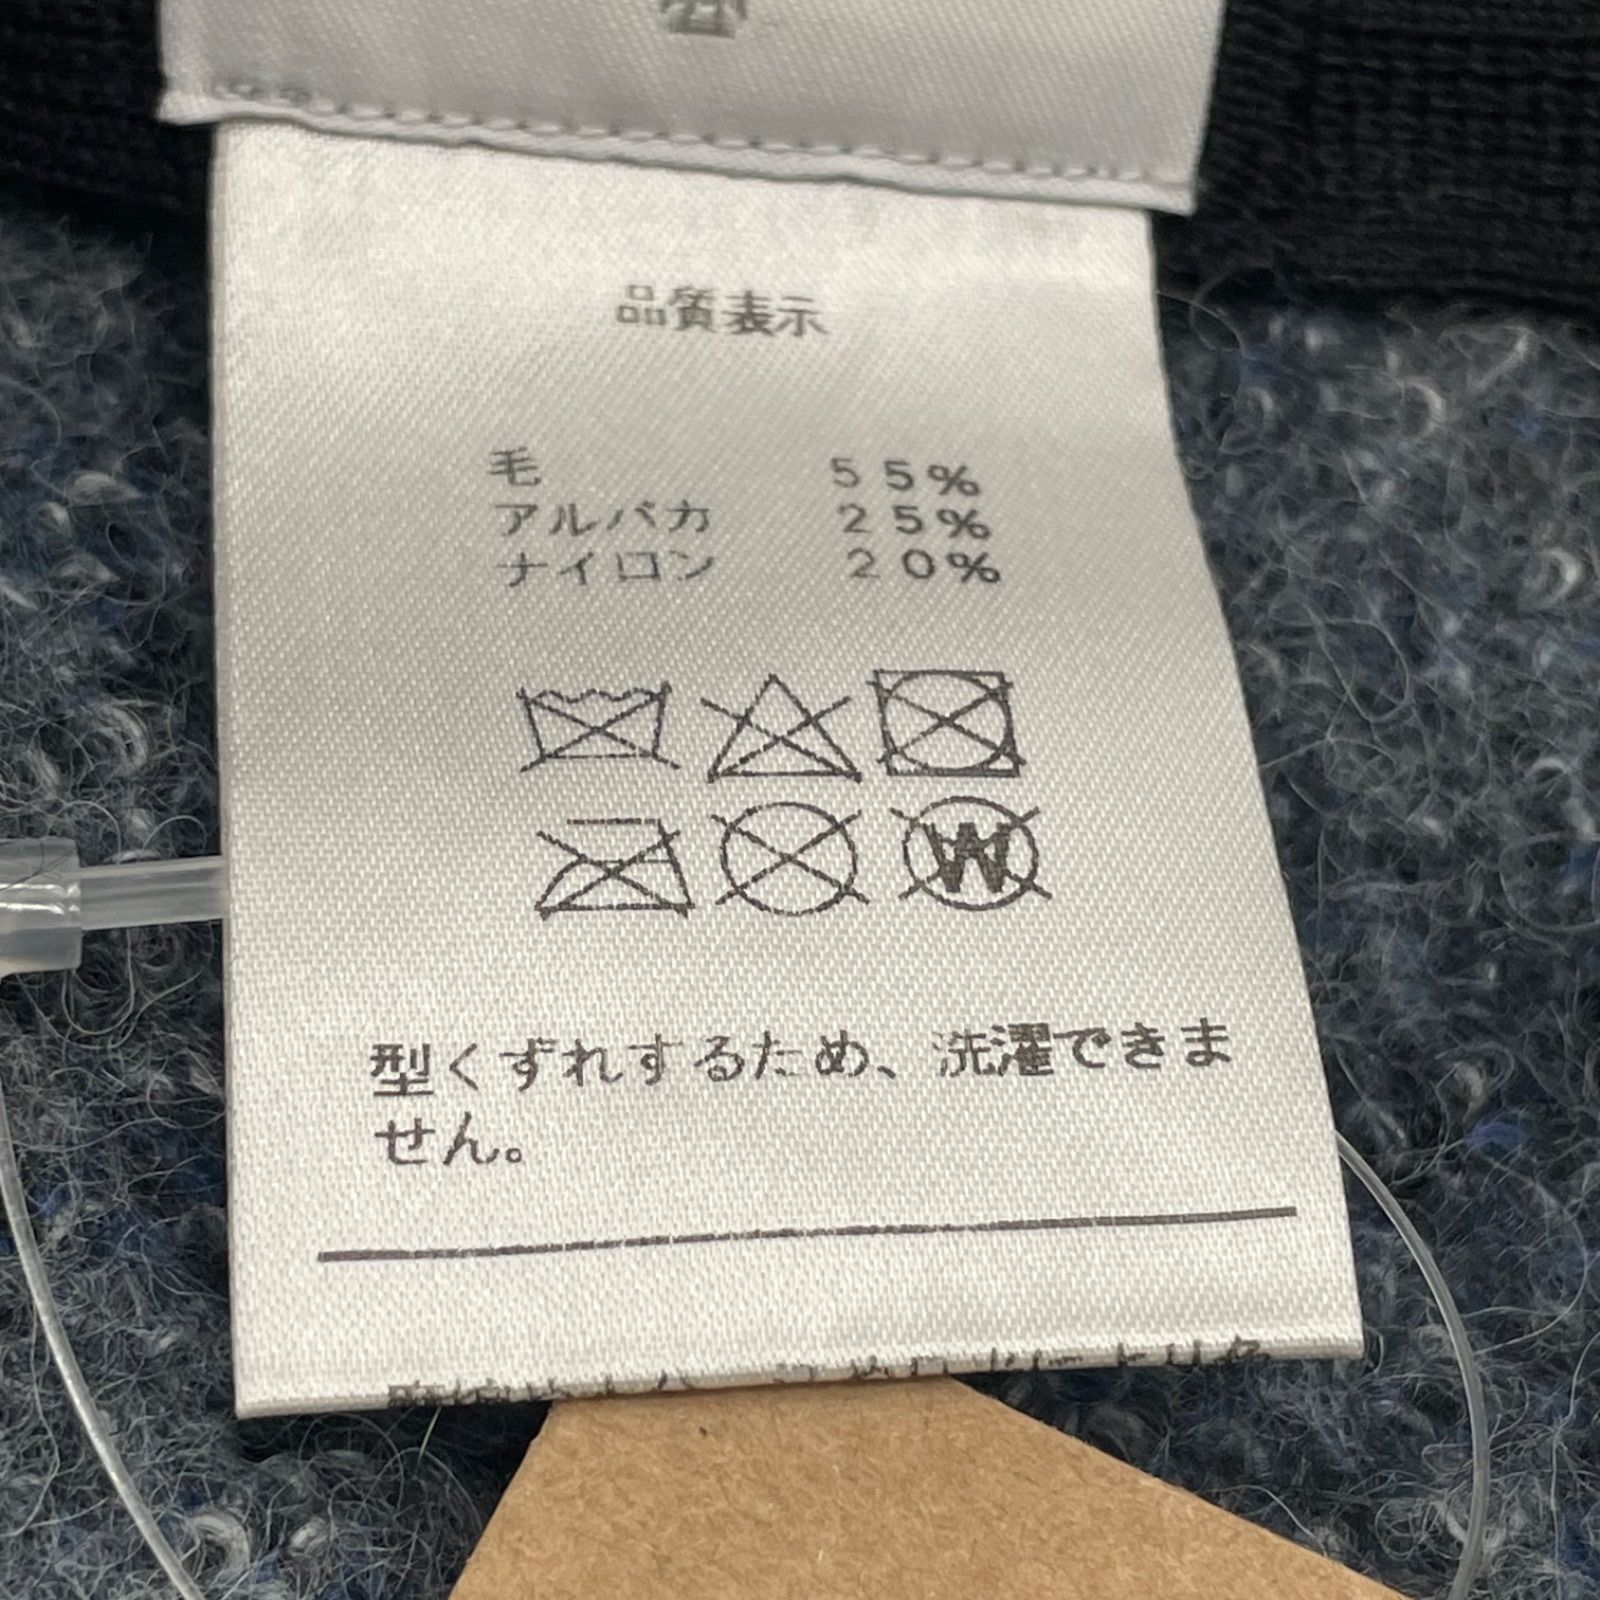 品質表示
毛 55%
アルパカ 25%
ナイロン 20%
W
型くずれするため、洗濯できま
せん。